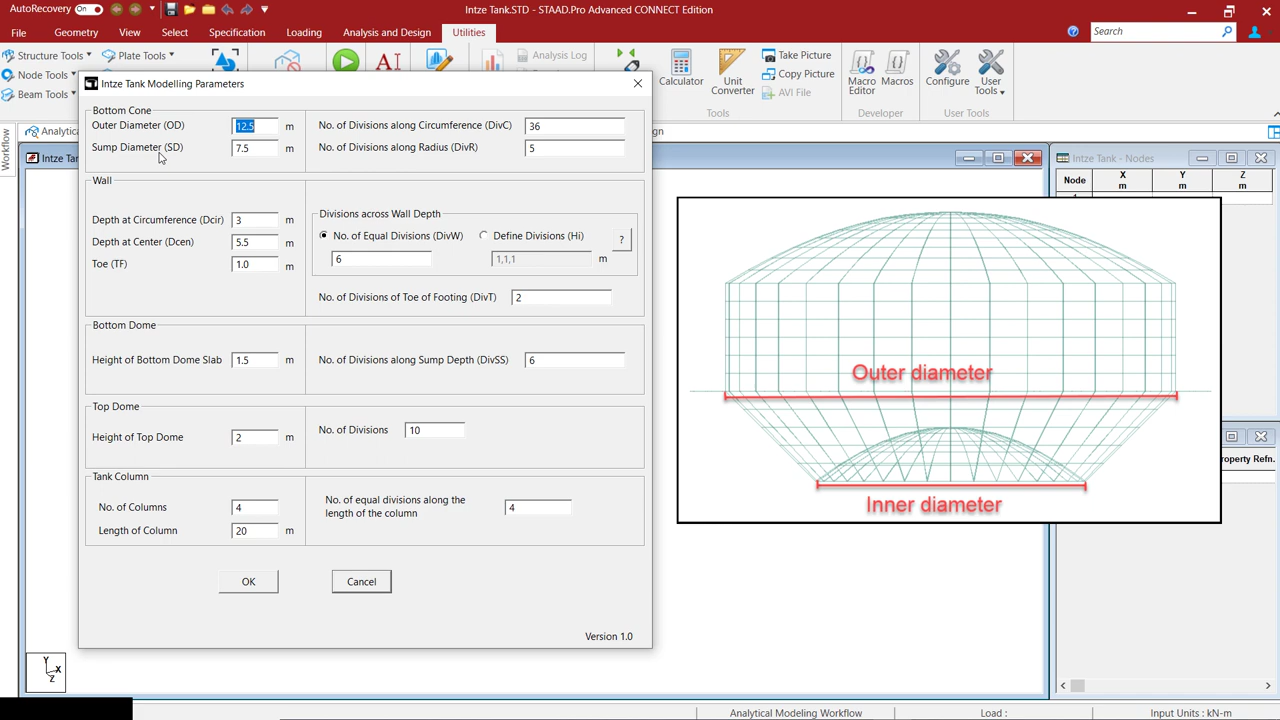 AutoRecovery On
Intze Tank.STD - STAAD.Pro Advanced CONNECT Edition
File Geometry View Select Specification Loading Analysis and Design Utilities
Search
Structure Tools Plate Tools
Node Tools
Beam Tools
Analysis Log
Calculator
Unit Converter
Take Picture
Copy Picture
AVI File
Macro Editor
Macros
Configure
User Tools
Tools Developer User Tools
Intze Tank Modelling Parameters
Workflow
Analytic
Intze Tan
Bottom Cone
Outer Diameter (OD) 12.5 m No. of Divisions along Circumference (DivC) 36
Sump Diameter (SD) 7.5 m No. of Divisions along Radius (DivR) 5
Wall
Divisions across Wall Depth
Depth at Circumference (Dcir) 3 m
Depth at Center (Dcen) 5.5 m No. of Equal Divisions (DivW) Define Divisions (Hi) ?
Toe (TF) 1.0 m 6 1,1,1 m
No. of Divisions of Toe of Footing (DivT) 2
Bottom Dome
Height of Bottom Dome Slab 1.5 m No. of Divisions along Sump Depth (DivSS) 6
Top Dome
Height of Top Dome 2 m No. of Divisions 10
Tank Column
No. of Columns 4 No. of equal divisions along the length of the column 4
Length of Column 20 m
OK Cancel
Version 1.0
Intze Tank - Nodes
Node X m Y m Z m
Outer diameter
Inner diameter
roperty Refn.
Y
X
Z
Analytical Modeling Workflow Load : Input Units : kN-m